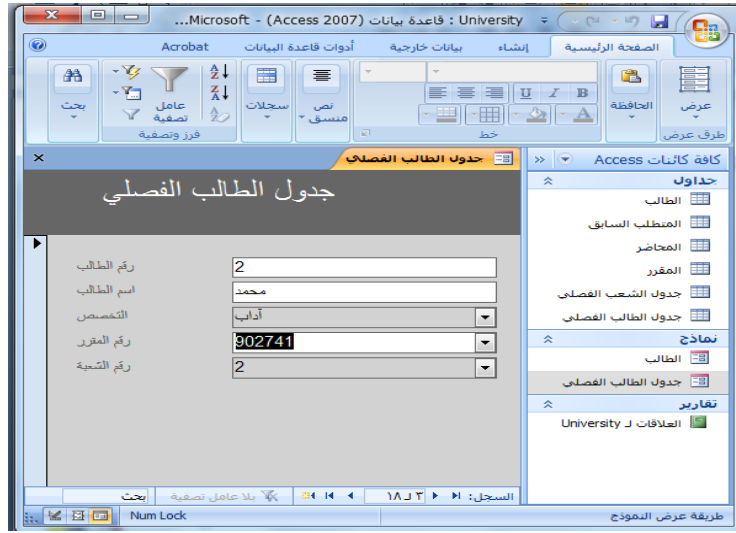 University : قاعدة بيانات (Access 2007) - Microsoft...
الصفحة الرئيسية إنشاء بيانات خارجية أدوات قاعدة البيانات Acrobat
عرض
طرق عرض
الحافظة
B I U
A
خط
نص منسق
سجلات
عامل تصفية
فرز وتصفية
بحث
كافة كائنات Access
جداول
الطالب
المتطلب السابق
المحاضر
المقرر
جدول الشعب الفصلي
جدول الطالب الفصلي
نماذج
الطالب
جدول الطالب الفصلي
تقارير
العلاقات لـ University
جدول الطالب الفصلي
جدول الطالب الفصلي
رقم الطالب 2
اسم الطالب محمد
التخصص آداب
رقم المقرر 902741
رقم الشعبة 2
السجل: ٣ لـ ١٨ بلا عامل تصفية بحث
طريقة عرض النموذج Num Lock